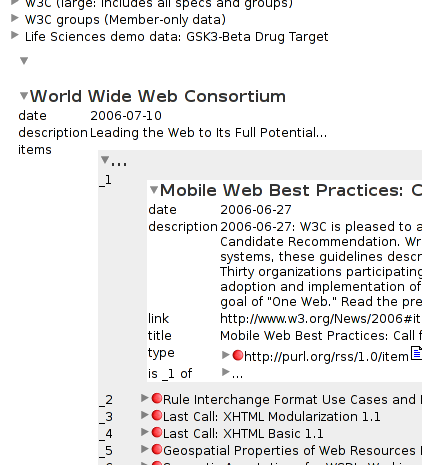 W3C (large: includes all specs and groups)
W3C groups (Member-only data)
Life Sciences demo data: GSK3-Beta Drug Target
World Wide Web Consortium
date 2006-07-10
description Leading the Web to Its Full Potential...
items
...
_1
Mobile Web Best Practices: C
date 2006-06-27
description 2006-06-27: W3C is pleased to a
Candidate Recommendation. Wr
systems, these guidelines descr
Thirty organizations participating
adoption and implementation of
goal of "One Web." Read the pre
link http://www.w3.org/News/2006#it
title Mobile Web Best Practices: Call f
type http://purl.org/rss/1.0/item
is _1 of ...
_2 Rule Interchange Format Use Cases and
_3 Last Call: XHTML Modularization 1.1
_4 Last Call: XHTML Basic 1.1
_5 Geospatial Properties of Web Resources